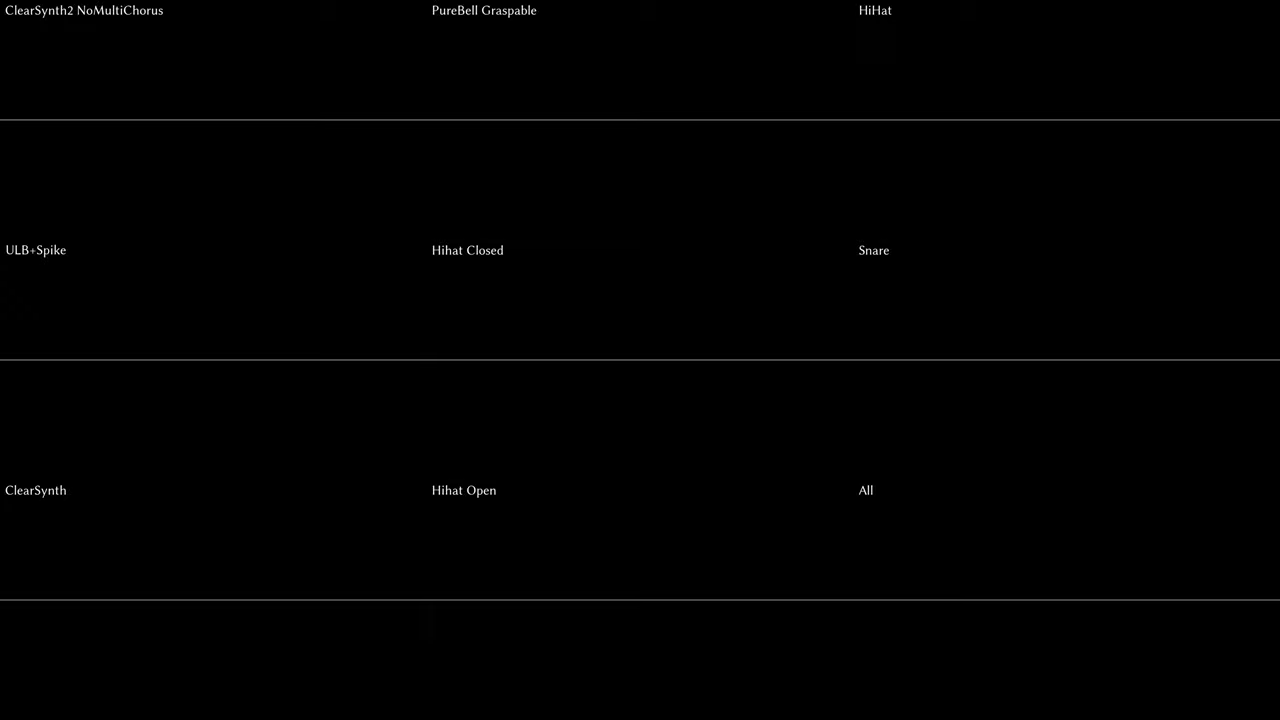 ClearSynth2 NoMultiChorus
PureBell Graspable
HiHat
ULB+Spike
Hihat Closed
Snare
ClearSynth
Hihat Open
All